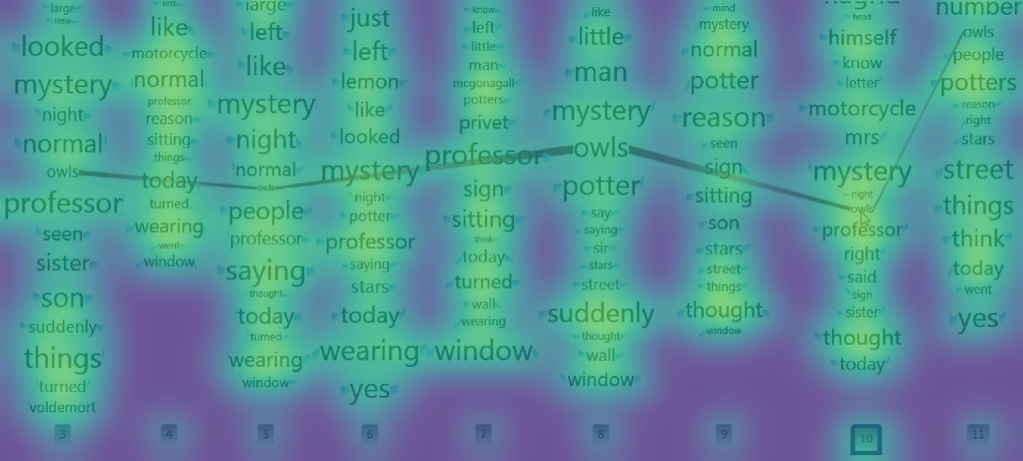 large
little
looked
mystery
night
normal
owls
professor
seen
sister
son
suddenly
things
turned
voldemort
3
left
like
motorcycle
normal
professor
reason
sitting
things
today
turned
wearing
went
window
4
large
left
like
mystery
night
normal
owls
people
professor
saying
thought
today
turned
wearing
window
5
just
left
lemon
like
looked
mystery
night
potter
professor
saying
stars
today
wearing
yes
6
know
left
little
man
mcgonagall
potters
privet
professor
sign
sitting
think
today
turned
wall
wearing
window
7
like
little
man
mystery
owls
potter
say
saying
sir
stars
street
suddenly
thought
wall
window
8
mind
mystery
normal
potter
reason
seen
sign
sitting
son
stars
street
things
thought
window
9
hagrid
head
himself
know
letter
motorcycle
mrs
mystery
night
owls
professor
right
said
sign
sister
thought
today
10
number
owls
people
potters
reason
right
stars
street
things
think
today
went
yes
11